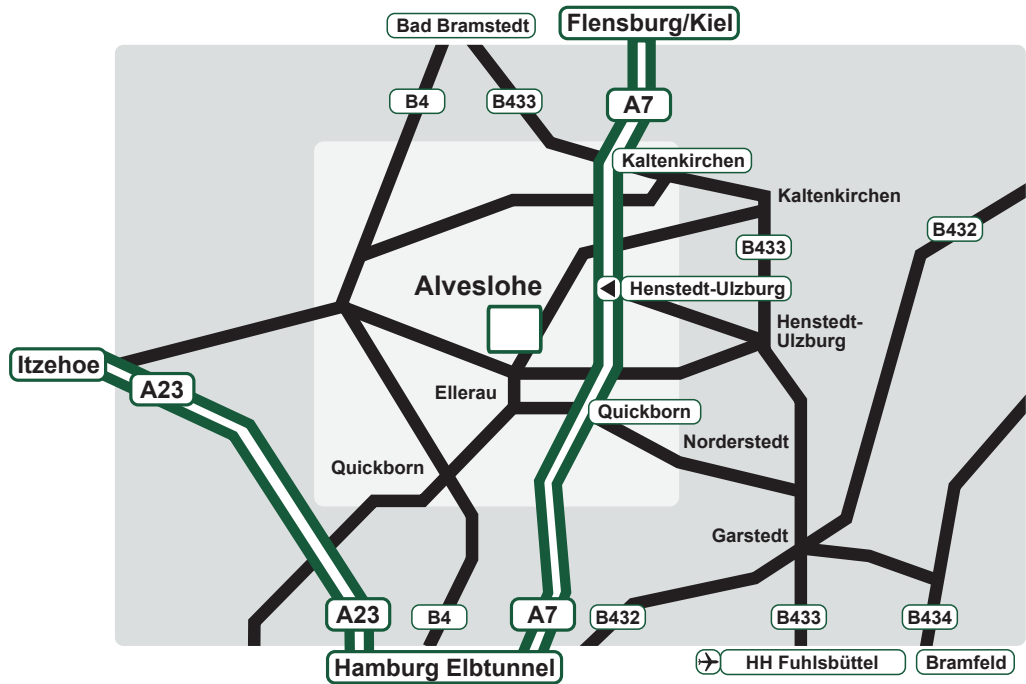 Flensburg/Kiel
Bad Bramstedt
B4
B433
A7
Kaltenkirchen
Kaltenkirchen
B432
B433
Alveslohe
Henstedt-Ulzburg
Henstedt-
Ulzburg
Itzehoe
A23
Ellerau
Quickborn
Norderstedt
Quickborn
Garstedt
A23
B4
A7
B432
B433
B434
Hamburg Elbtunnel
HH Fuhlsbüttel
Bramfeld